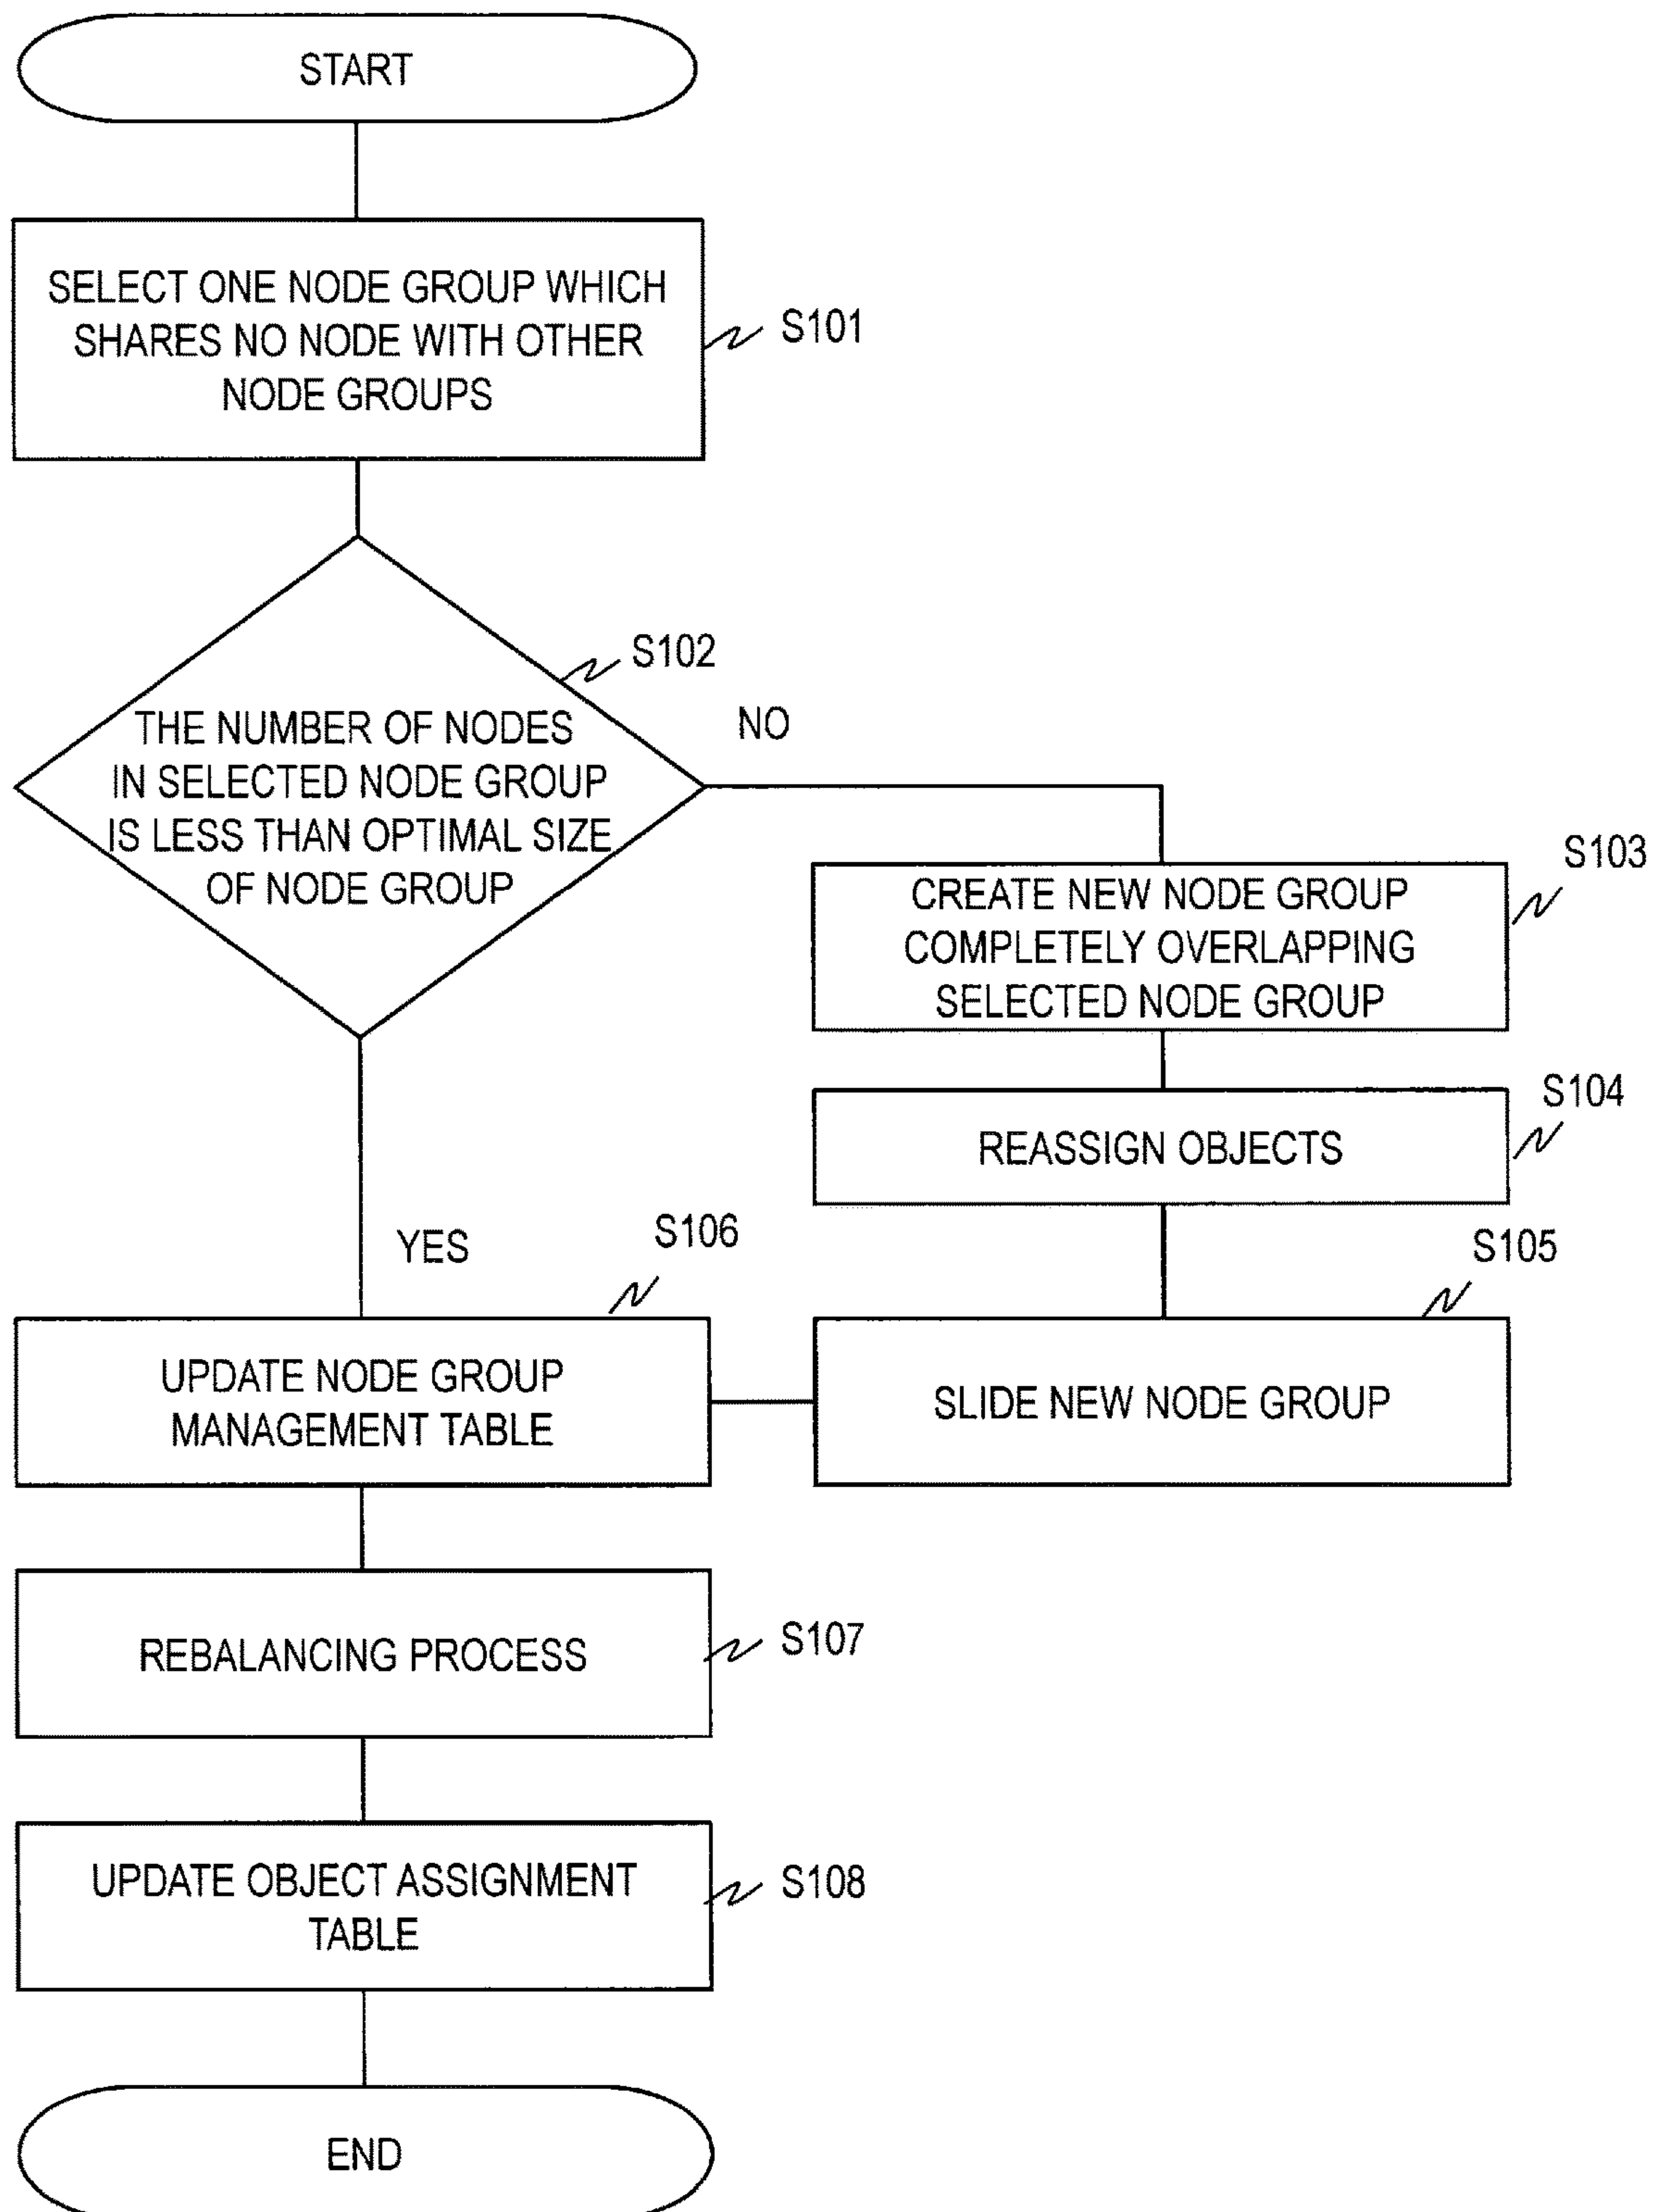 START
SELECT ONE NODE GROUP WHICH
SHARES NO NODE WITH OTHER
NODE GROUPS
S101
S102
THE NUMBER OF NODES
IN SELECTED NODE GROUP
IS LESS THAN OPTIMAL SIZE
OF NODE GROUP
NO
S103
CREATE NEW NODE GROUP
COMPLETELY OVERLAPPING
SELECTED NODE GROUP
S104
REASSIGN OBJECTS
YES
S106
S105
UPDATE NODE GROUP
MANAGEMENT TABLE
SLIDE NEW NODE GROUP
REBALANCING PROCESS
S107
UPDATE OBJECT ASSIGNMENT
TABLE
S108
END